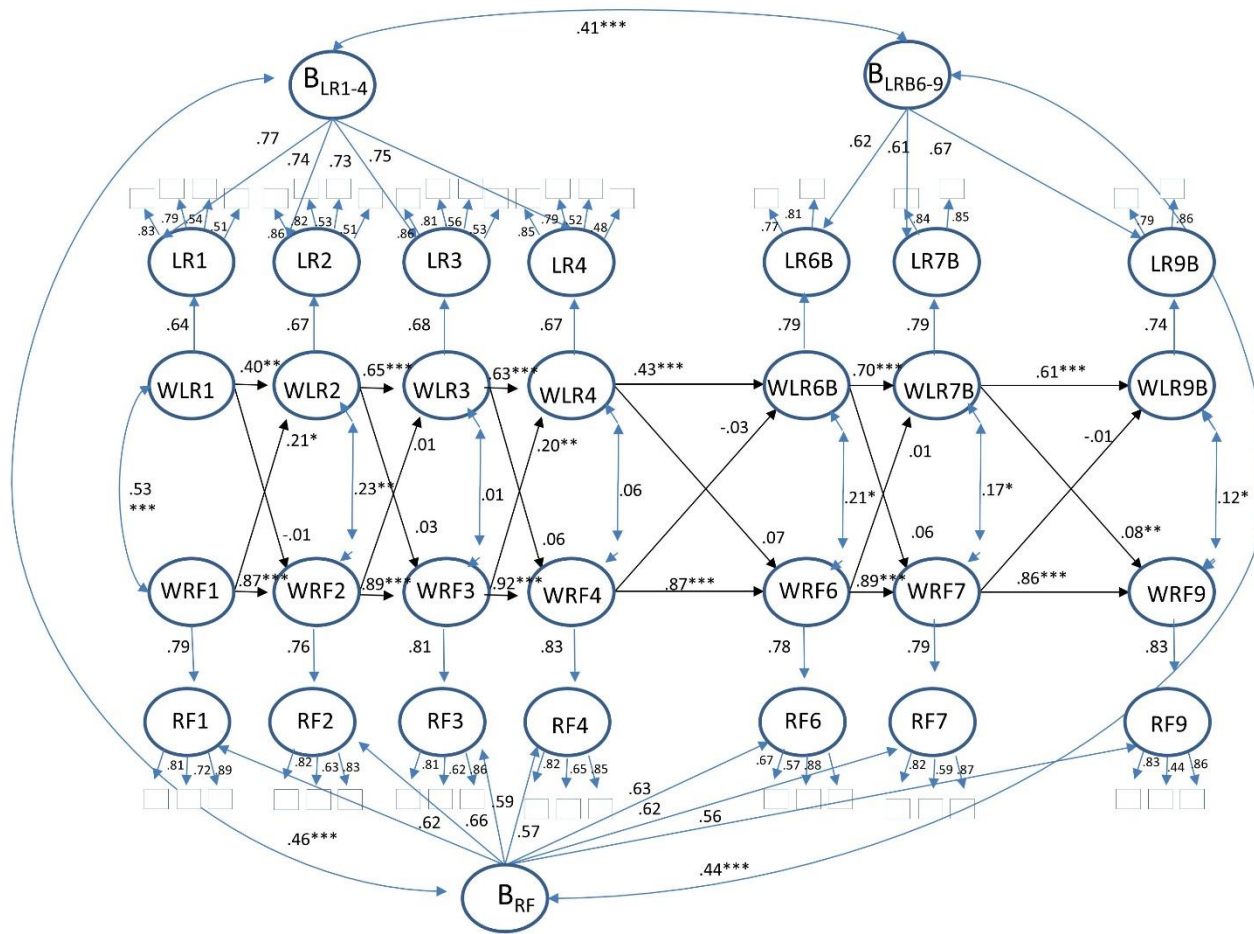 .41***
B LR1-4
B LRB6-9
.77
.74
.73
.75
.62
.61
.67
.83 .79 .54 .51
.86 .82 .53 .51
.86 .81 .56 .53
.85 .79 .52 .48
.77 .81
.84 .85
.79 .86
LR1 LR2 LR3 LR4 LR6B LR7B LR9B
.64 .67 .68 .67 .79 .79 .74
.40** .65*** .63*** .43*** .70*** .61***
WLR1 WLR2 WLR3 WLR4 WLR6B WLR7B WLR9B
.21* .01 .20** -.03 .01 -.01
.53
***
.23** .01 .06 .21* .17* .12*
-.01 .03 .06 .07 .06 .08**
.87*** .89*** .92*** .87*** .89*** .86***
WRF1 WRF2 WRF3 WRF4 WRF6 WRF7 WRF9
.79 .76 .81 .83 .78 .79 .83
RF1 RF2 RF3 RF4 RF6 RF7 RF9
.81 .72 .89
.82 .63 .83
.81 .62 .86
.82 .65 .85
.67 .57 .88
.82 .59 .87
.83 .44 .86
.62
.66
.59
.57
.63
.62
.56
.46***
.44***
B RF